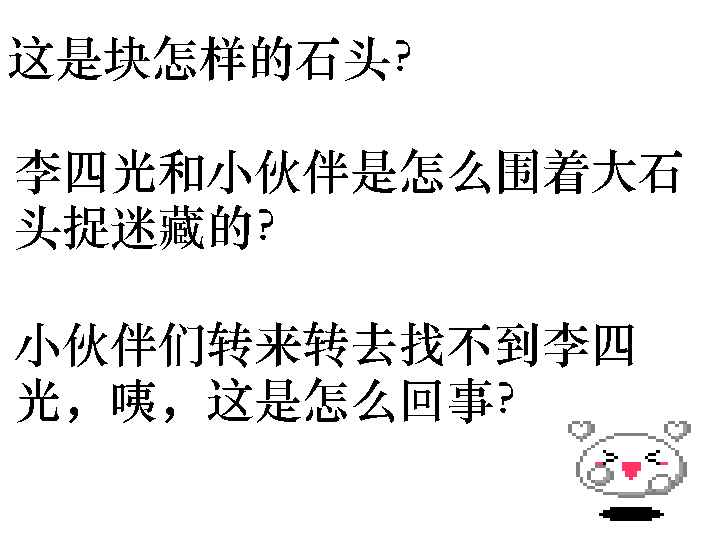 这是块怎样的石头?
李四光和小伙伴是怎么围着大石
头捉迷藏的?
小伙伴们转来转去找不到李四
光，咦，这是怎么回事?